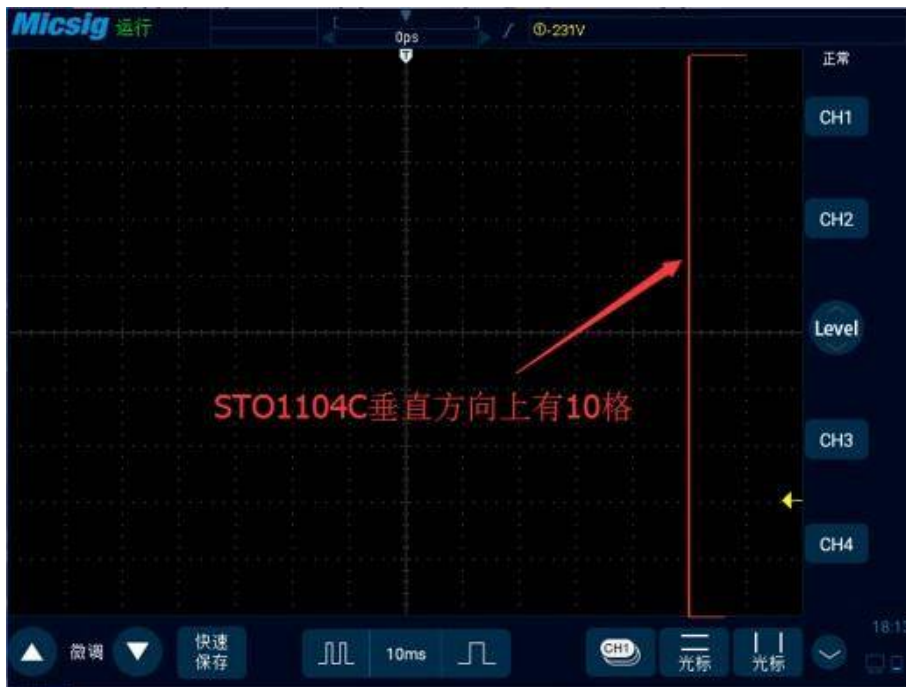 Micsig 运行
0ps
①-231V
T
正常
CH1
CH2
Level
STO1104C垂直方向上有10格
CH3
CH4
微调
快速
保存
10ms
CH1
光标
光标